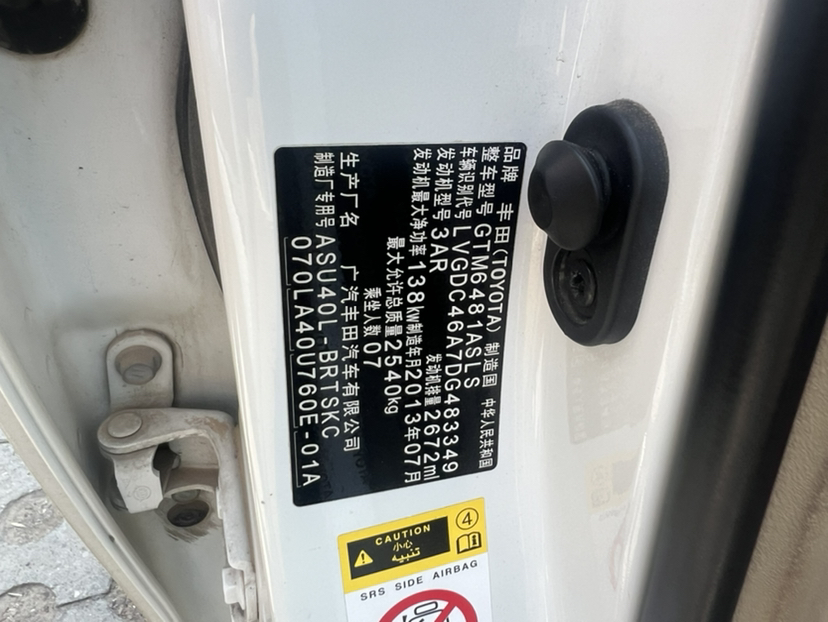 品牌 丰田(TOYOTA) 制造国 中华人民共和国
整车型号 GTM6481ASLS
车辆识别代号 LVGDC46A7DG483349
发动机型号 3AR 发动机排量 2672ml
发动机最大净功率 138kw 制造年月 2013年07月
最大允许总质量 2540kg
乘坐人数 07
生产厂名 广汽丰田汽车有限公司
制造厂专用号 ASU40L-BRTSKC
070LA40U760E-01A
CAUTION
小心
تنبيه
4
SRS SIDE AIRBAG